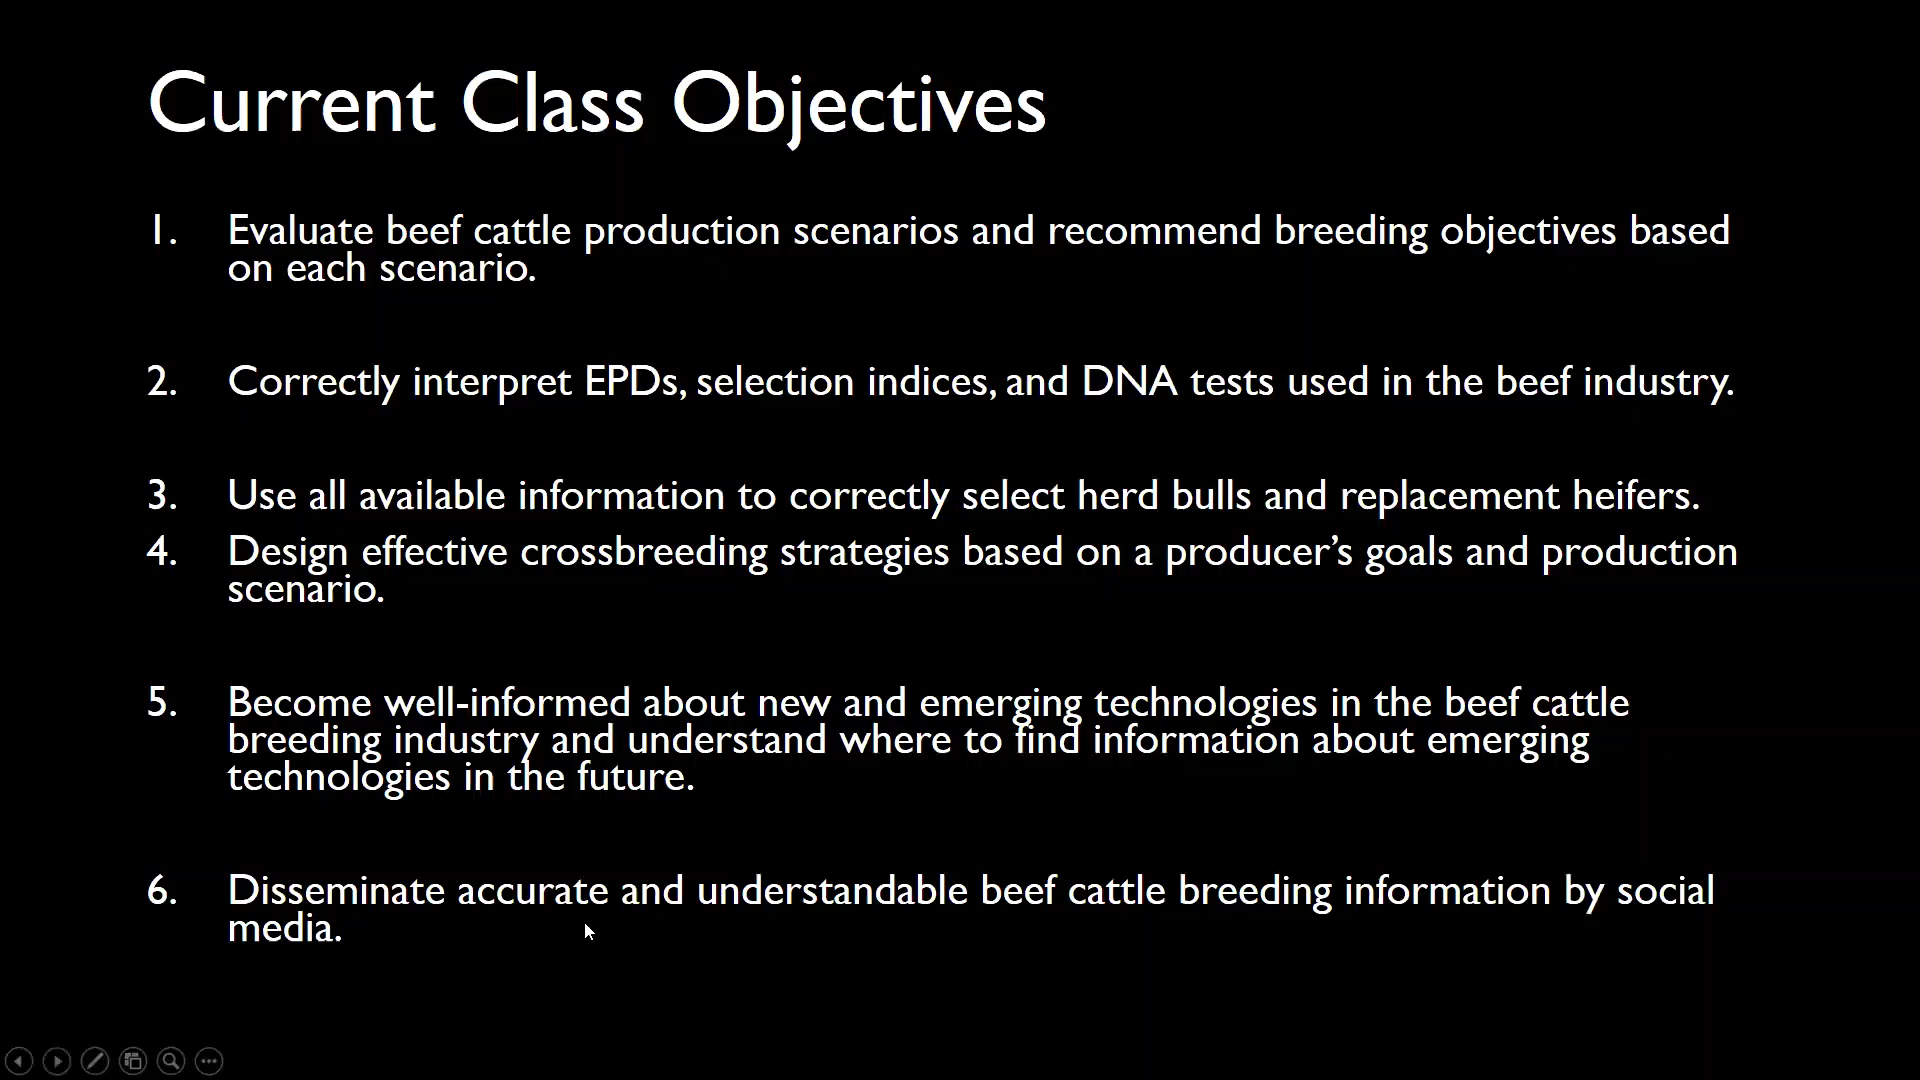 Current Class Objectives
1. Evaluate beef cattle production scenarios and recommend breeding objectives based
on each scenario.
2. Correctly interpret EPDs, selection indices, and DNA tests used in the beef industry.
3. Use all available information to correctly select herd bulls and replacement heifers.
4. Design effective crossbreeding strategies based on a producer’s goals and production
scenario.
5. Become well-informed about new and emerging technologies in the beef cattle
breeding industry and understand where to find information about emerging
technologies in the future.
6. Disseminate accurate and understandable beef cattle breeding information by social
media.